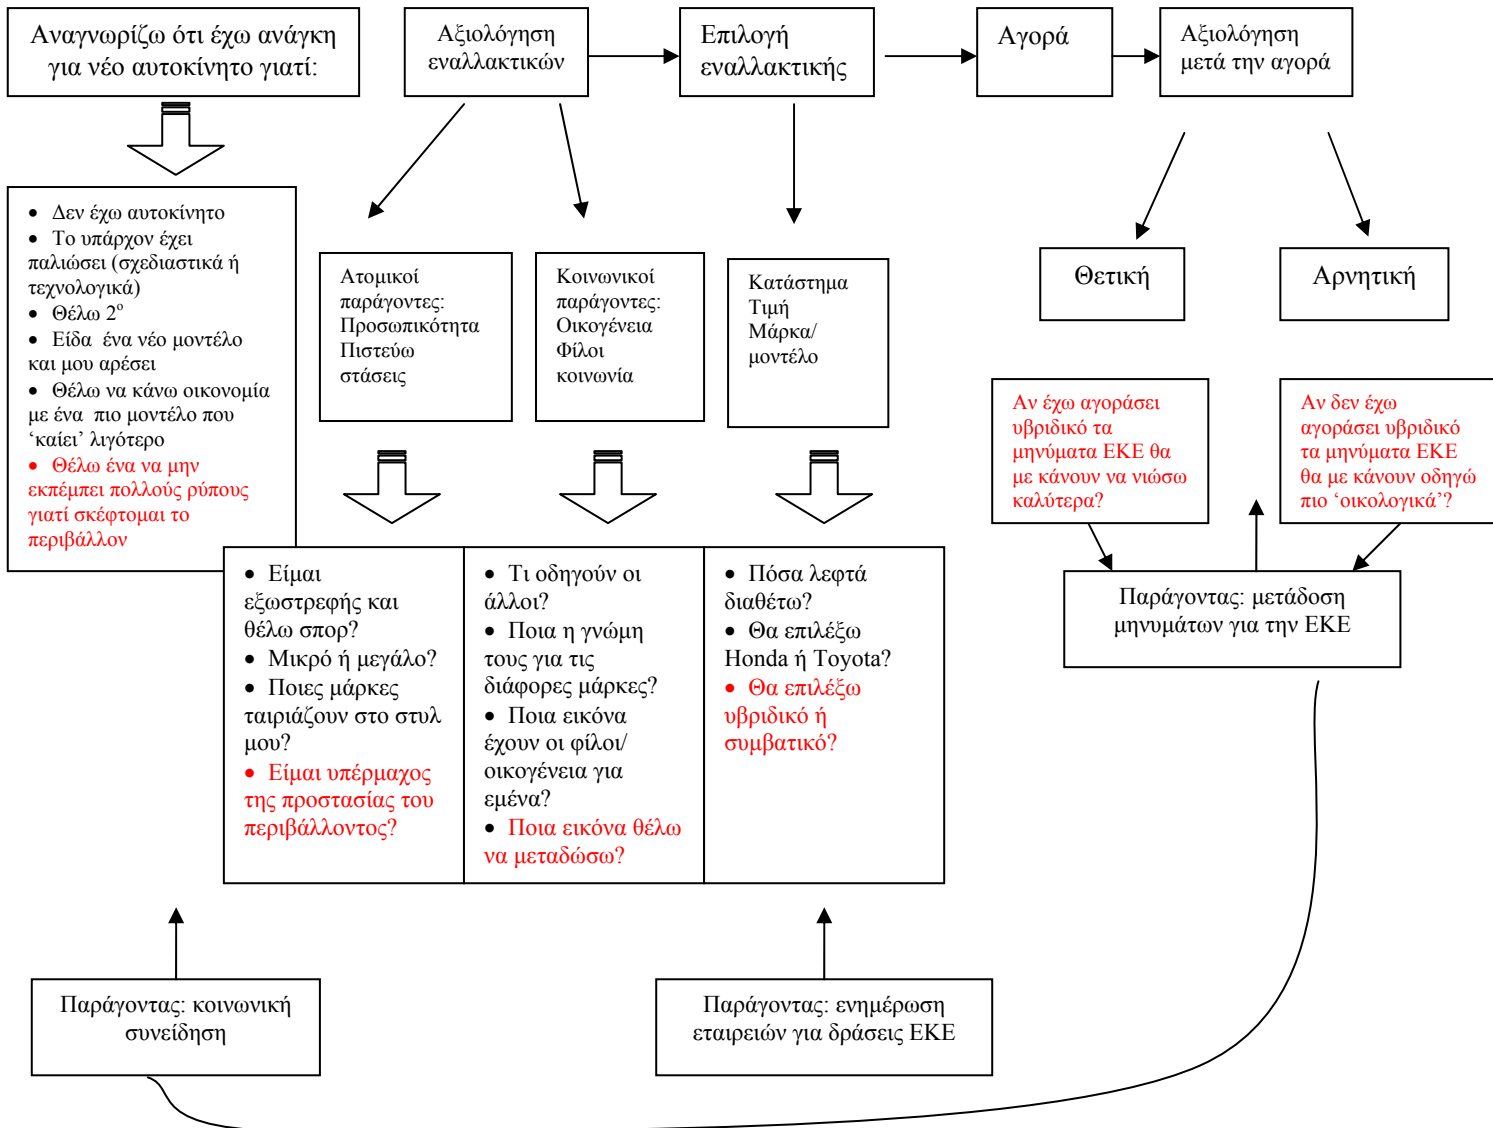 Αναγνωρίζω ότι έχω ανάγκη
για νέο αυτοκίνητο γιατί:
Αξιολόγηση
εναλλακτικών
Επιλογή
εναλλακτικής
Αγορά
Αξιολόγηση
μετά την αγορά
• Δεν έχω αυτοκίνητο
• Το υπάρχον έχει
παλιώσει (σχεδιαστικά ή
τεχνολογικά)
• Θέλω 2ο
• Είδα ένα νέο μοντέλο
και μου αρέσει
• Θέλω να κάνω οικονομία
με ένα πιο μοντέλο που
‘καίει’ λιγότερο
• Θέλω ένα να μην
εκπέμπει πολλούς ρύπους
γιατί σκέφτομαι το
περιβάλλον
Ατομικοί
παράγοντες:
Προσωπικότητα
Πιστεύω
στάσεις
Κοινωνικοί
παράγοντες:
Οικογένεια
Φίλοι
κοινωνία
Κατάστημα
Τιμή
Μάρκα/
μοντέλο
Θετική
Αρνητική
Αν έχω αγοράσει
υβριδικό τα
μηνύματα ΕΚΕ θα
με κάνουν να νιώσω
καλύτερα?
Αν δεν έχω
αγοράσει υβριδικό
τα μηνύματα ΕΚΕ
θα με κάνουν οδηγώ
πιο ‘οικολογικά’?
• Είμαι
εξωστρεφής και
θέλω σπορ?
• Μικρό ή μεγάλο?
• Ποιες μάρκες
ταιριάζουν στο στυλ
μου?
• Είμαι υπέρμαχος
της προστασίας του
περιβάλλοντος?
• Τι οδηγούν οι
άλλοι?
• Ποια η γνώμη
τους για τις
διάφορες μάρκες?
• Ποια εικόνα
έχουν οι φίλοι/
οικογένεια για
εμένα?
• Ποια εικόνα θέλω
να μεταδώσω?
• Πόσα λεφτά
διαθέτω?
• Θα επιλέξω
Honda ή Toyota?
• Θα επιλέξω
υβριδικό ή
συμβατικό?
Παράγοντας: μετάδοση
μηνυμάτων για την ΕΚΕ
Παράγοντας: κοινωνική
συνείδηση
Παράγοντας: ενημέρωση
εταιρειών για δράσεις ΕΚΕ